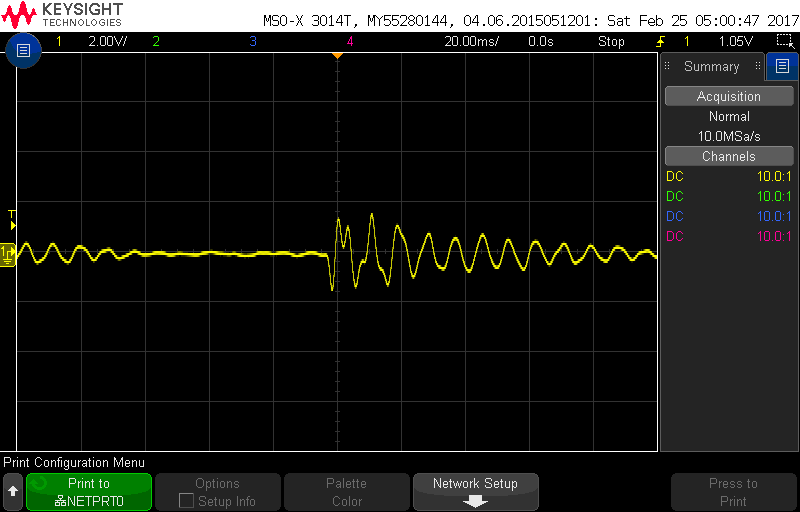 KEYSIGHT
TECHNOLOGIES
MSO-X 3014T, MY55280144, 04.06.2015051201: Sat Feb 25 05:00:47 2017
1 2.00V/ 2 3 4 20.00ms/ 0.0s Stop 1 1.05V
Summary
Acquisition
Normal
10.0MSa/s
Channels
DC 10.0:1
DC 10.0:1
DC 10.0:1
DC 10.0:1
T
1
Print Configuration Menu
Print to
NETPRT0
Options
Setup Info
Palette
Color
Network Setup
Press to
Print